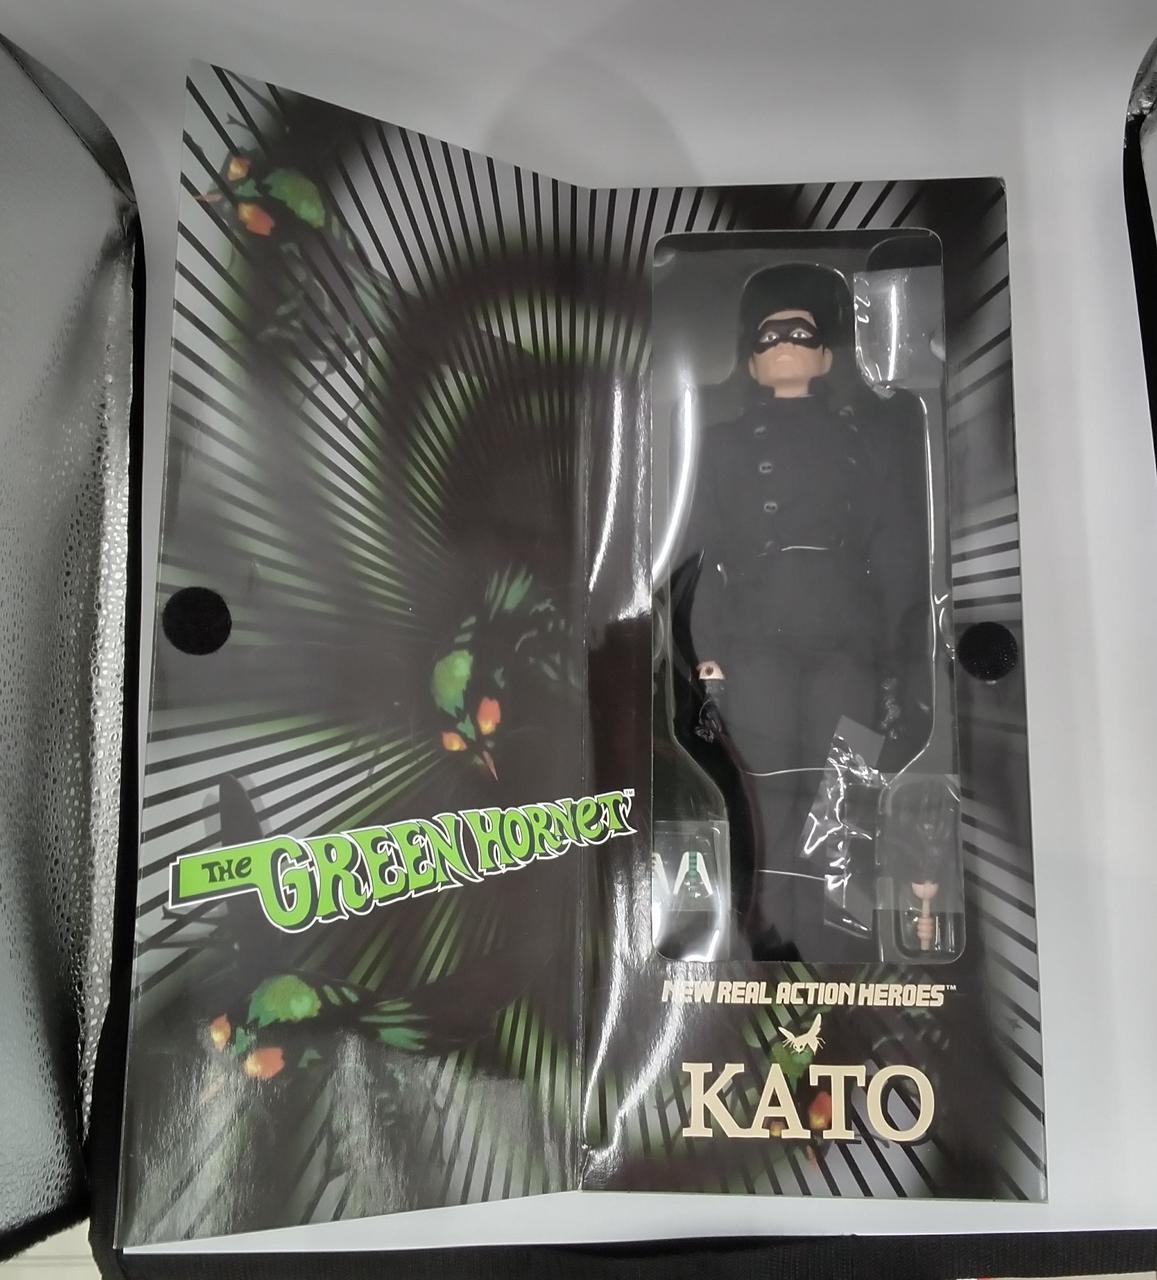 THE GREEN HORNET™
NEW REAL ACTION HEROES™
KATO